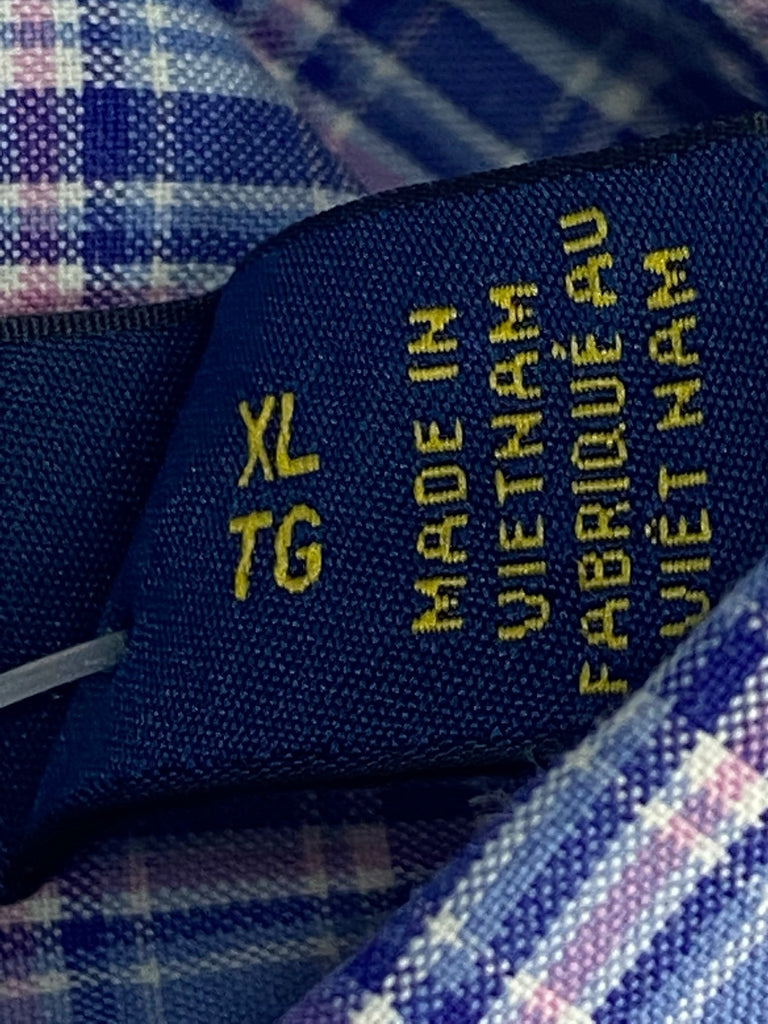 XL
TG
MADE IN
VIETNAM
FABRIQUÉ AU
VIÊT NAM